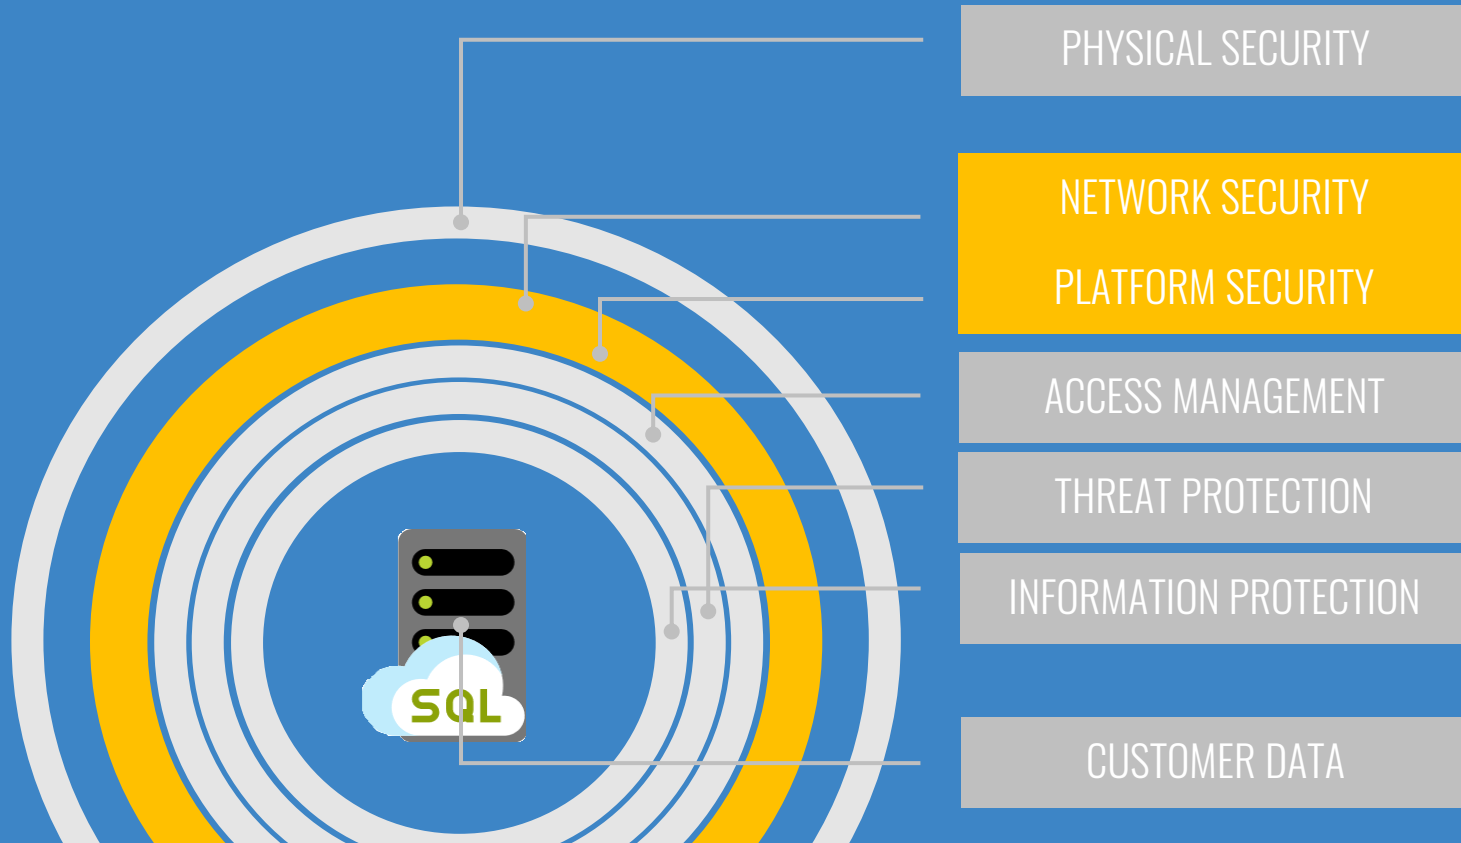 PHYSICAL SECURITY
NETWORK SECURITY
PLATFORM SECURITY
ACCESS MANAGEMENT
THREAT PROTECTION
INFORMATION PROTECTION
SQL
CUSTOMER DATA